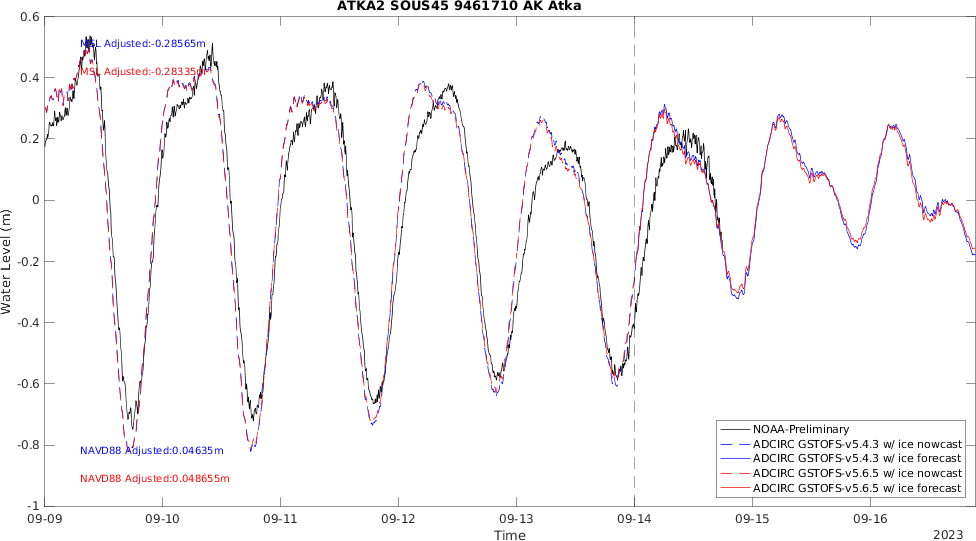 ATKA2 SOUS45 9461710 AK Atka
0.6
0.4
0.2
0
-0.2
-0.4
-0.6
-0.8
-1
Water Level (m)
MSL Adjusted:-0.28565m
MSL Adjusted:-0.28335m
NAVD88 Adjusted:0.04635m
NAVD88 Adjusted:0.048655m
NOAA-Preliminary
ADCIRC GSTOFS-v5.4.3 w/ ice nowcast
ADCIRC GSTOFS-v5.4.3 w/ ice forecast
ADCIRC GSTOFS-v5.6.5 w/ ice nowcast
ADCIRC GSTOFS-v5.6.5 w/ ice forecast
09-09 09-10 09-11 09-12 09-13 09-14 09-15 09-16
Time
2023